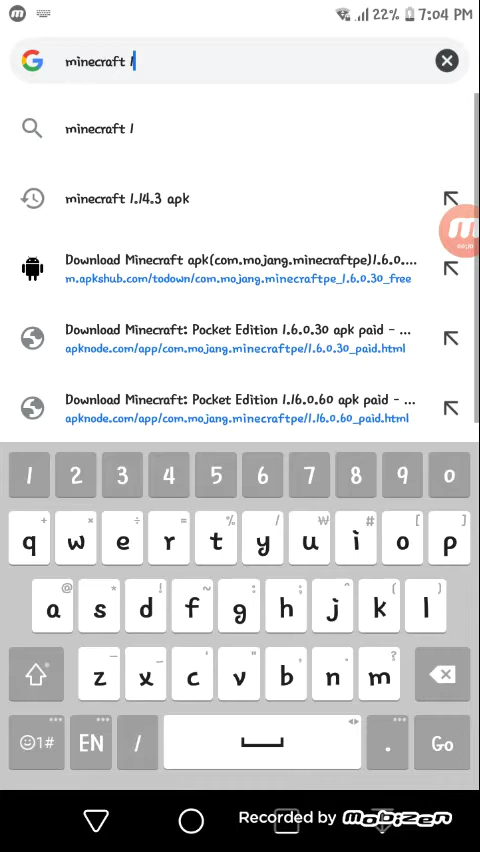 22% 7:04 PM
minecraft 1
minecraft 1
minecraft 1.14.3 apk
Download Minecraft apk(com.mojang.minecraftpe)1.6.0....
m.apkshub.com/todown/com.mojang.minecraftpe_1.6.0.30_free
Download Minecraft: Pocket Edition 1.6.0.30 apk paid - ...
apknode.com/app/com.mojang.minecraftpe/1.6.0.30_paid.html
Download Minecraft: Pocket Edition 1.16.0.60 apk paid - ...
apknode.com/app/com.mojang.minecraftpe/1.16.0.60_paid.html
1 2 3 4 5 6 7 8 9 0
+ × ÷ = % / ₩ # [ ]
q w e r t y u i o p
@ * ! ~ : ; ^ ( )
a s d f g h j k l
z x c v b n m ?
1# EN / . Go
Recorded by mobizen